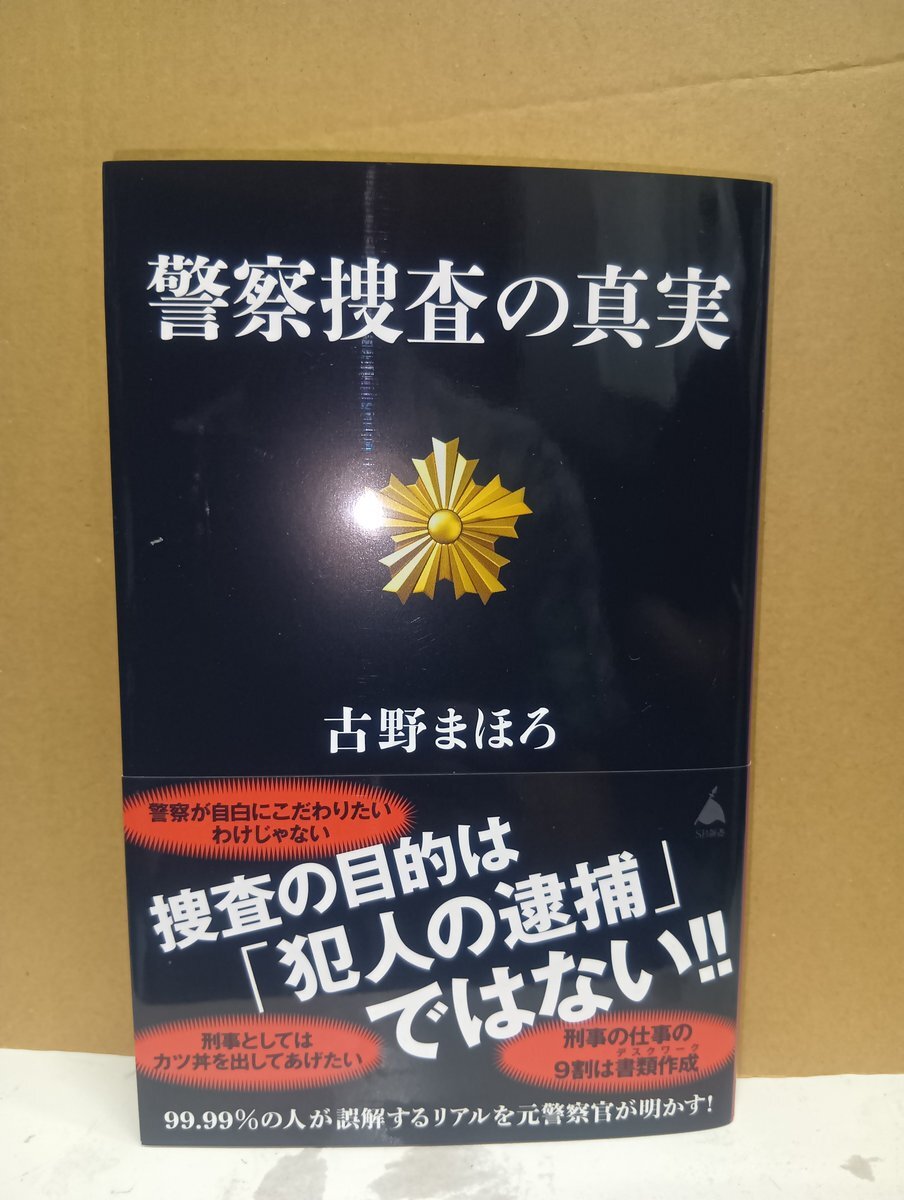 警察捜査の真実
古野まほろ
SB新書
警察が自白にこだわりたい
わけじゃない
捜査の目的は
「犯人の逮捕」
ではない!!
刑事としては
カツ丼を出してあげたい
刑事の仕事の
デスクワーク
9割は書類作成
99.99%の人が誤解するリアルを元警察官が明かす!